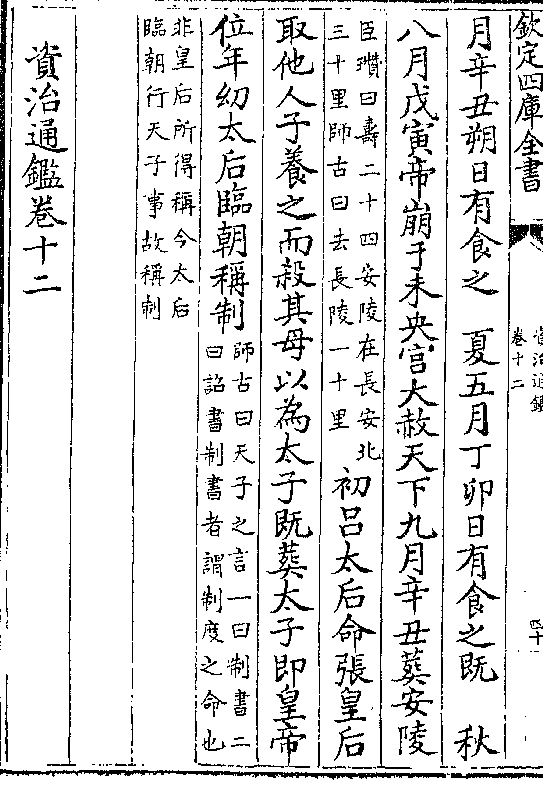 欽定四庫全書
資治通鑑
卷十二
四十
月辛丑朔日有食之　夏五月丁卯日有食之既　秋
八月戊寅帝崩于未央宫大赦天下九月辛丑葬安陵
臣瓚曰壽二十四安陵在長安北
三十里師古曰去長陵一十里
初吕太后命張皇后
取他人子養之而殺其母以為太子既葬太子即皇帝
位年幼太后臨朝稱制
師古曰天子之言一曰制書二
曰詔書制書者謂制度之命也
非皇后所得稱今太后
臨朝行天子事故稱制
資治通鑑卷十二